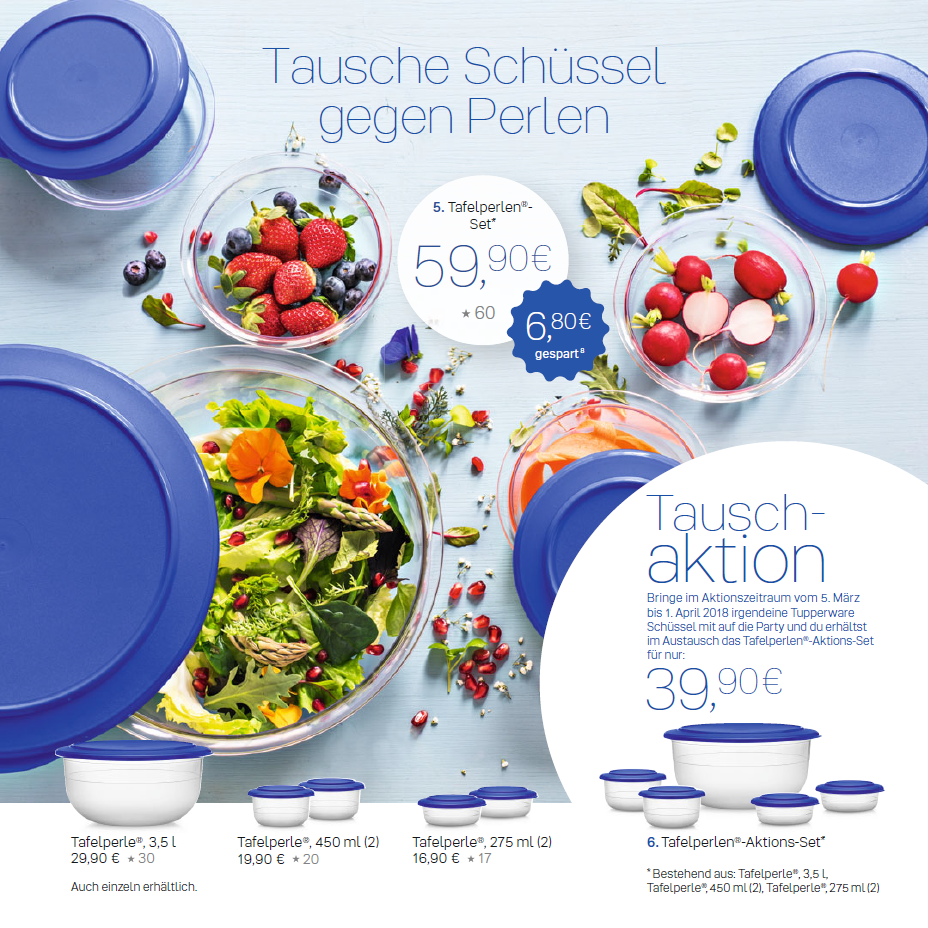 Tausche Schüssel
gegen Perlen
5. Tafelperlen®-
Set*
59,90 €
★ 60
6,80 €
gespart⁸
Tausch-
aktion
Bringe im Aktionszeitraum vom 5. März
bis 1. April 2018 irgendeine Tupperware
Schüssel mit auf die Party und du erhältst
im Austausch das Tafelperlen®-Aktions-Set
für nur:
39,90 €
Tafelperle®, 3,5 l
29,90 € ★ 30
Auch einzeln erhältlich.
Tafelperle®, 450 ml (2)
19,90 € ★ 20
Tafelperle®, 275 ml (2)
16,90 € ★ 17
6. Tafelperlen®-Aktions-Set*
* Bestehend aus: Tafelperle®, 3,5 l,
Tafelperle®, 450 ml (2), Tafelperle®, 275 ml (2)